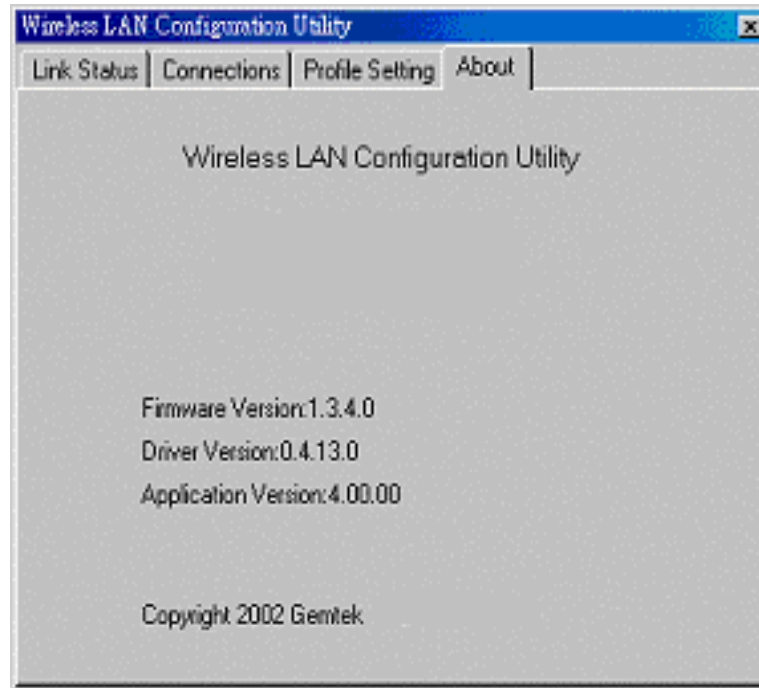 Wireless LAN Configuration Utility
Link Status Connections Profile Setting About
Wireless LAN Configuration Utility
Firmware Version:1.3.4.0
Driver Version:0.4.13.0
Application Version:4.00.00
Copyright 2002 Gemtek